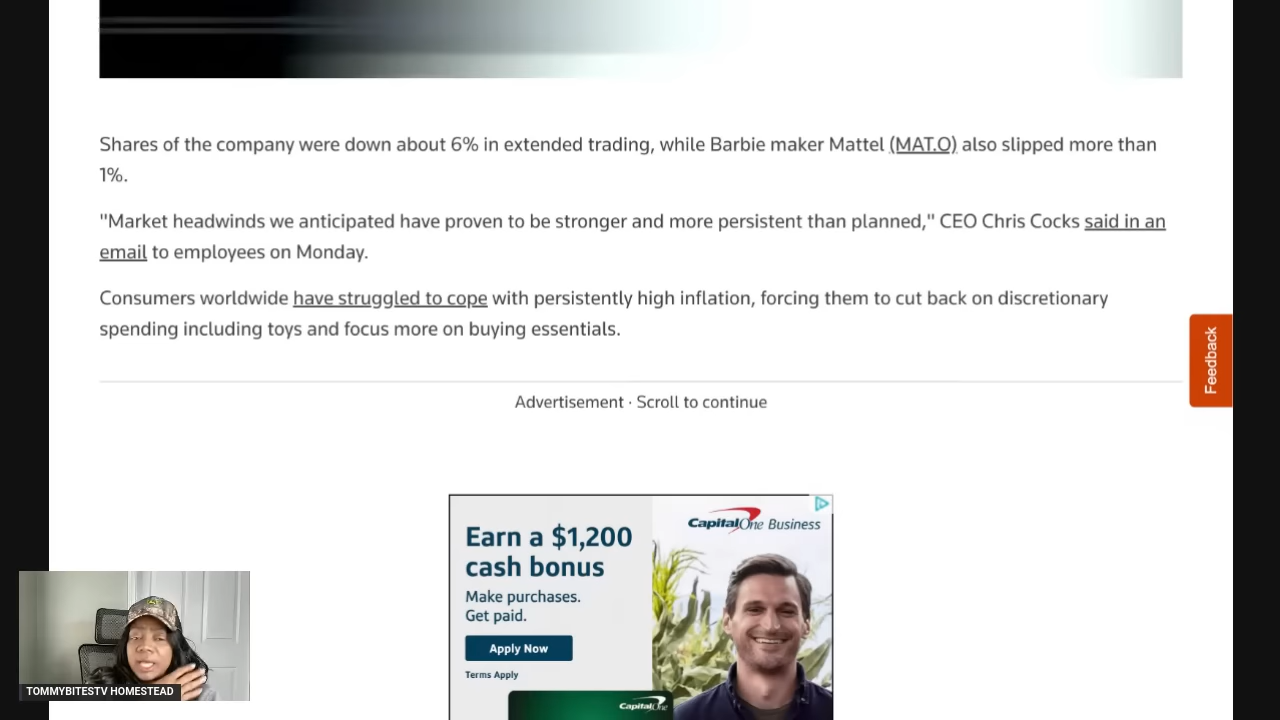 Shares of the company were down about 6% in extended trading, while Barbie maker Mattel (MAT.O) also slipped more than
1%.
"Market headwinds we anticipated have proven to be stronger and more persistent than planned," CEO Chris Cocks said in an
email to employees on Monday.
Consumers worldwide have struggled to cope with persistently high inflation, forcing them to cut back on discretionary
spending including toys and focus more on buying essentials.
Feedback
Advertisement · Scroll to continue
Earn a $1,200
cash bonus
Make purchases.
Get paid.
Apply Now
Terms Apply
Capital One Business
Capital One
TOMMYBITESTV HOMESTEAD